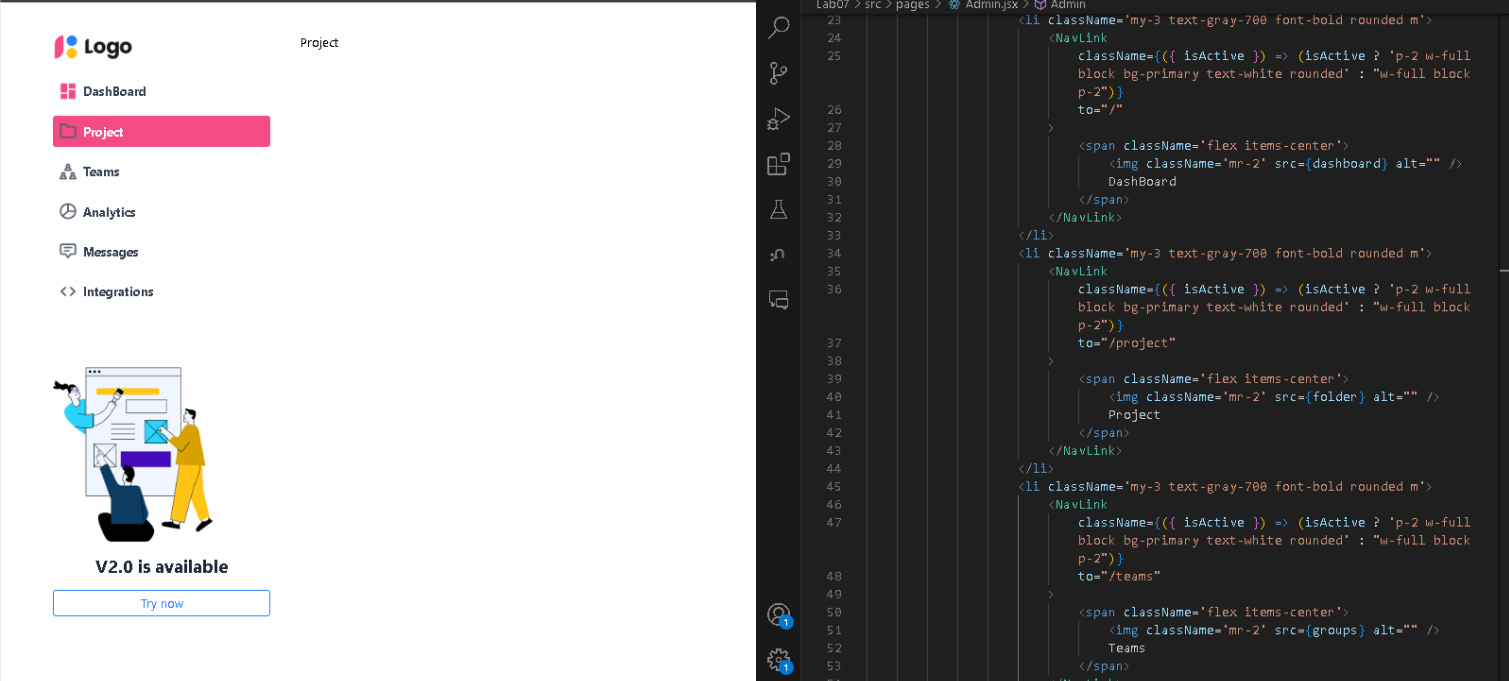 Logo
Project
DashBoard
Project
Teams
Analytics
Messages
Integrations
V2.0 is available
Try now
Lab07 > src > pages > Admin.jsx > Admin
23 <li className='my-3 text-gray-700 font-bold rounded m'>
24 <NavLink
25 className={({ isActive }) => (isActive ? 'p-2 w-full
block bg-primary text-white rounded' : "w-full block
p-2")}
26 to="/"
27 >
28 <span className='flex items-center'>
29 <img className='mr-2' src={dashboard} alt="" />
30 DashBoard
31 </span>
32 </NavLink>
33 </li>
34 <li className='my-3 text-gray-700 font-bold rounded m'>
35 <NavLink
36 className={({ isActive }) => (isActive ? 'p-2 w-full
block bg-primary text-white rounded' : "w-full block
p-2")}
37 to="/project"
38 >
39 <span className='flex items-center'>
40 <img className='mr-2' src={folder} alt="" />
41 Project
42 </span>
43 </NavLink>
44 </li>
45 <li className='my-3 text-gray-700 font-bold rounded m'>
46 <NavLink
47 className={({ isActive }) => (isActive ? 'p-2 w-full
block bg-primary text-white rounded' : "w-full block
p-2")}
48 to="/teams"
49 >
50 <span className='flex items-center'>
51 <img className='mr-2' src={groups} alt="" />
52 Teams
53 </span>
1
1